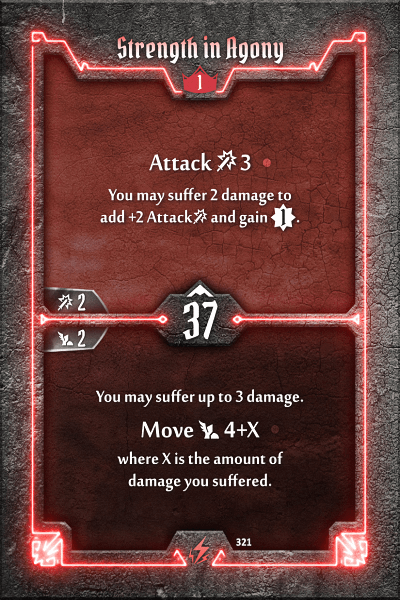 Strength in Agony
1
Attack 3
You may suffer 2 damage to
add +2 Attack and gain 1.
2
37
2
You may suffer up to 3 damage.
Move 4+X
where X is the amount of
damage you suffered.
321